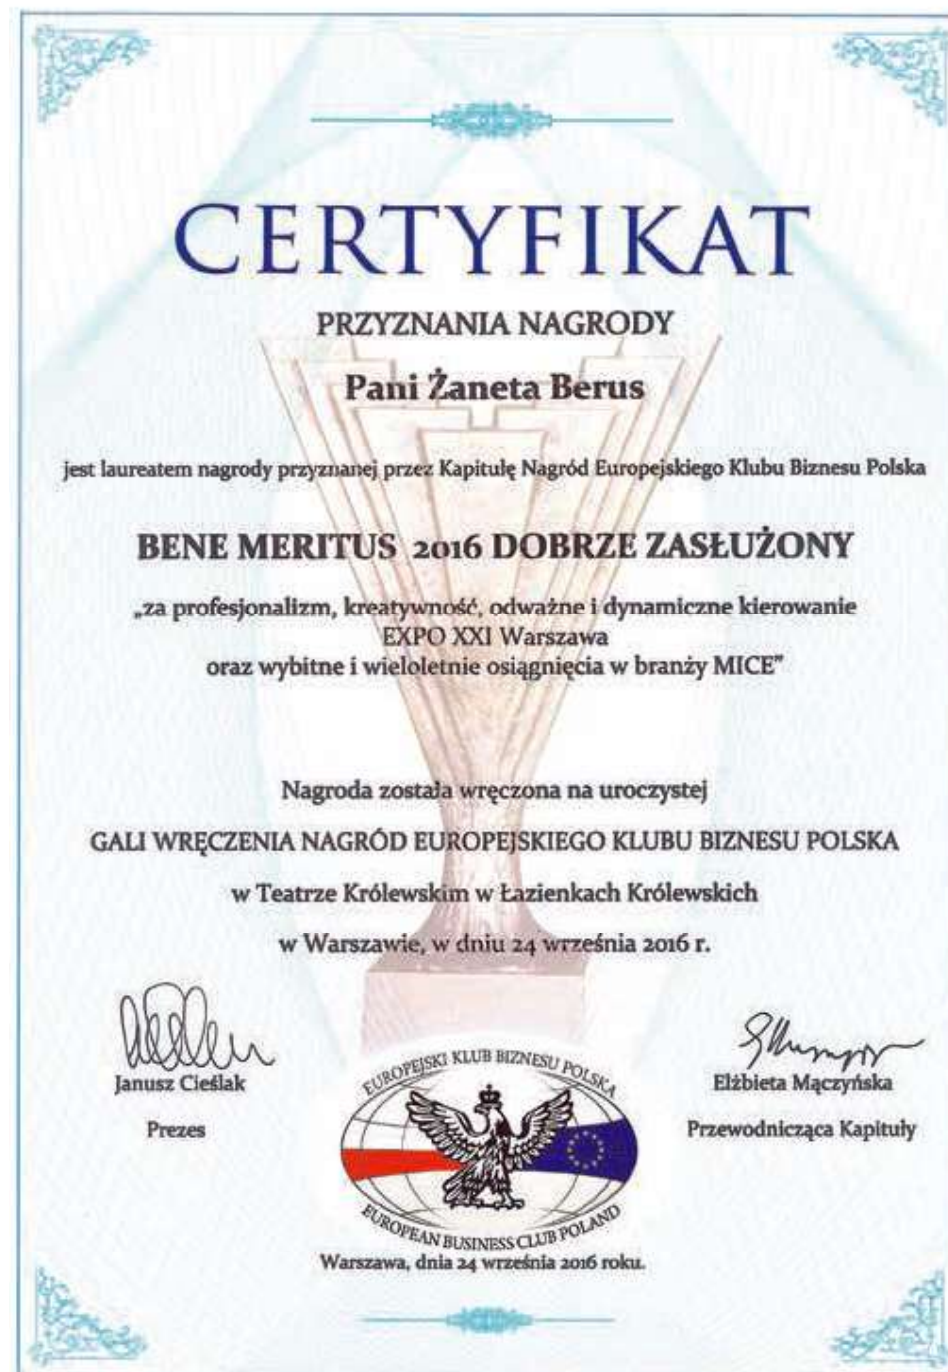 CERTYFIKAT
PRZYZNANIA NAGRODY
Pani Żaneta Berus
jest laureatem nagrody przyznanej przez Kapitułę Nagród Europejskiego Klubu Biznesu Polska
BENE MERITUS 2016 DOBRZE ZASŁUŻONY
„za profesjonalizm, kreatywność, odważne i dynamiczne kierowanie
EXPO XXI Warszawa
oraz wybitne i wieloletnie osiągnięcia w branży MICE”
Nagroda została wręczona na uroczystej
GALI WRĘCZENIA NAGRÓD EUROPEJSKIEGO KLUBU BIZNESU POLSKA
w Teatrze Królewskim w Łazienkach Królewskich
w Warszawie, w dniu 24 września 2016 r.
Janusz Cieślak
Prezes
Elżbieta Mączyńska
Przewodnicząca Kapituły
EUROPEJSKI KLUB BIZNESU POLSKA
EUROPEAN BUSINESS CLUB POLAND
Warszawa, dnia 24 września 2016 roku.